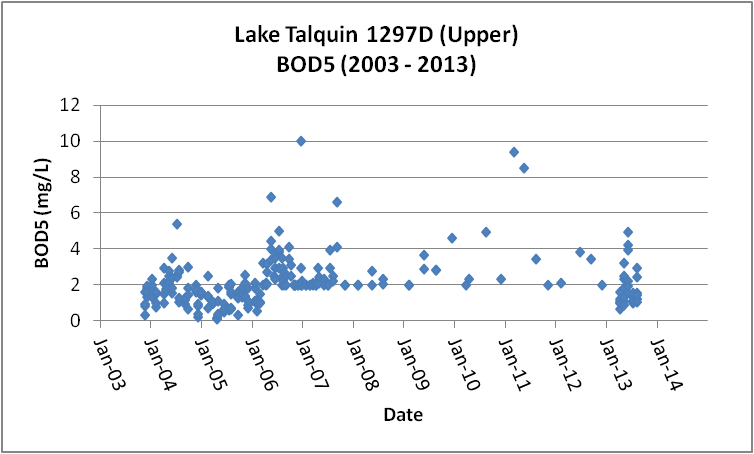 Lake Talquin 1297D (Upper)
BOD5 (2003 - 2013)
BOD5 (mg/L)
12
10
8
6
4
2
0
Jan-03
Jan-04
Jan-05
Jan-06
Jan-07
Jan-08
Jan-09
Jan-10
Jan-11
Jan-12
Jan-13
Jan-14
Date